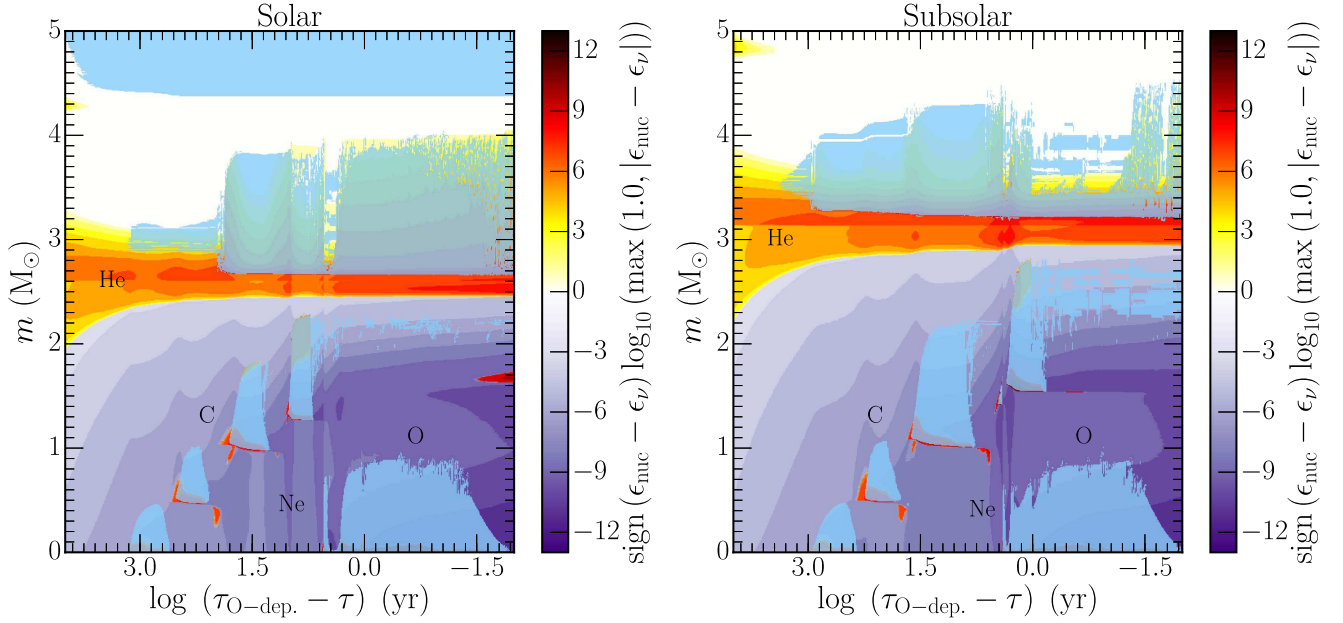 Solar
Subsolar
5
4
3
2
1
0
m (M⊙)
He
C
O
Ne
3.0 1.5 0.0 −1.5
log (τO−dep. − τ) (yr)
12
9
6
3
0
−3
−6
−9
−12
sign (ϵnuc − ϵν) log10 (max (1.0, |ϵnuc − ϵν|))
5
4
3
2
1
0
m (M⊙)
He
C
O
Ne
3.0 1.5 0.0 −1.5
log (τO−dep. − τ) (yr)
12
9
6
3
0
−3
−6
−9
−12
sign (ϵnuc − ϵν) log10 (max (1.0, |ϵnuc − ϵν|))